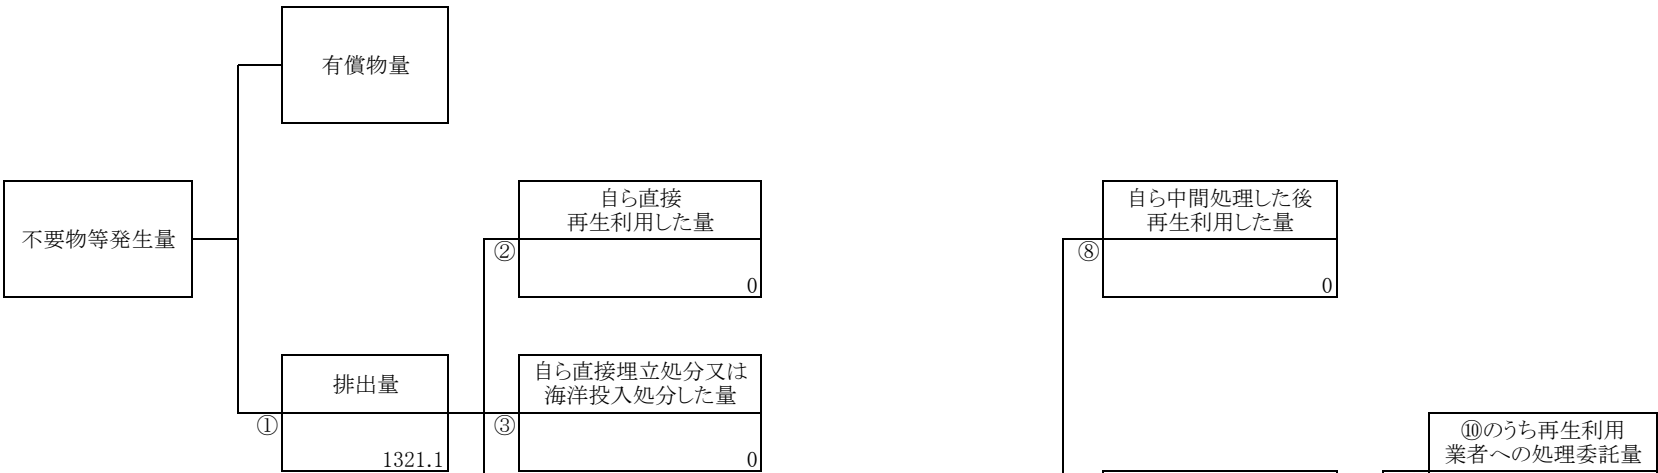 有償物量
不要物等発生量
自ら直接
再生利用した量
②
0
自ら中間処理した後
再生利用した量
⑧
0
排出量
①
1321.1
自ら直接埋立処分又は
海洋投入処分した量
③
0
⑩のうち再生利用
業者への処理委託量